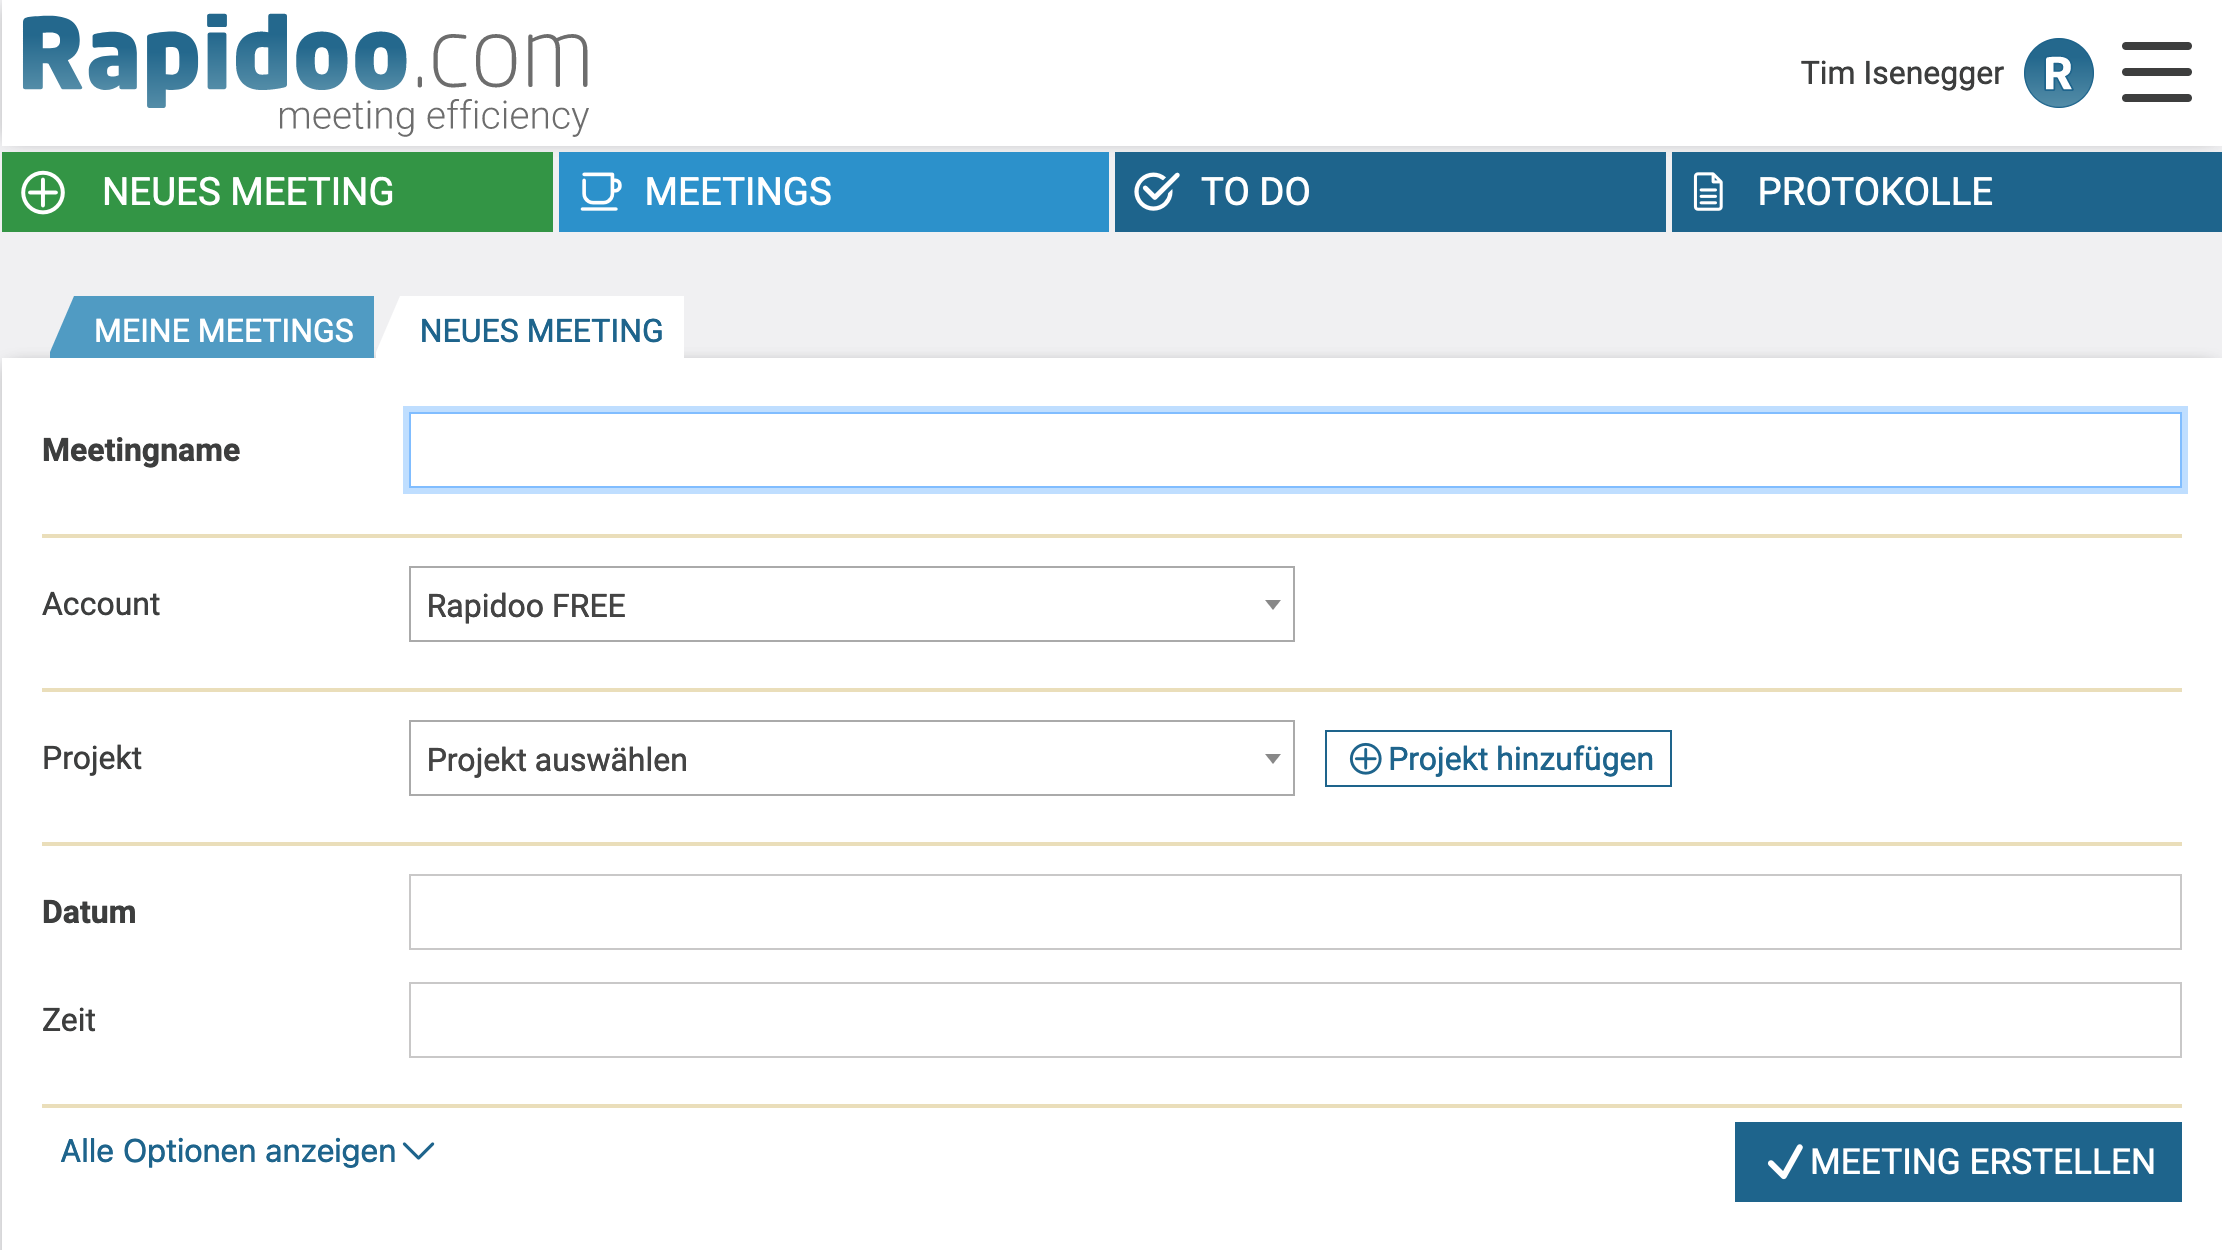 Rapidoo.com
meeting efficiency
Tim Isenegger
R
NEUES MEETING
MEETINGS
TO DO
PROTOKOLLE
MEINE MEETINGS
NEUES MEETING
Meetingname
Account
Rapidoo FREE
Projekt
Projekt auswählen
Projekt hinzufügen
Datum
Zeit
Alle Optionen anzeigen
MEETING ERSTELLEN